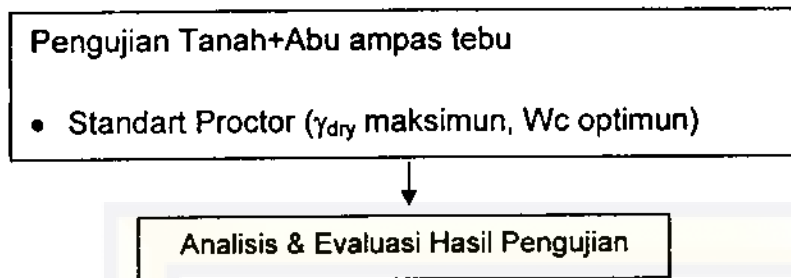 Pengujian Tanah+Abu ampas tebu
• Standart Proctor (γdry maksimun, Wc optimun)
Analisis & Evaluasi Hasil Pengujian